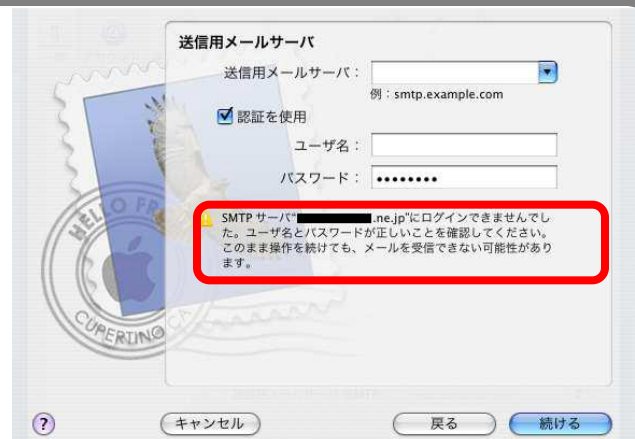 送信用メールサーバ
送信用メールサーバ：
例：smtp.example.com
認証を使用
ユーザ名：
パスワード：
SMTP サーバ" .ne.jp"にログインできませんでし
た。ユーザ名とパスワードが正しいことを確認してください。
このまま操作を続けても、メールを受信できない可能性があり
ます。
HELLO FR
CUPERTINO CA
?
キャンセル
戻る
続ける